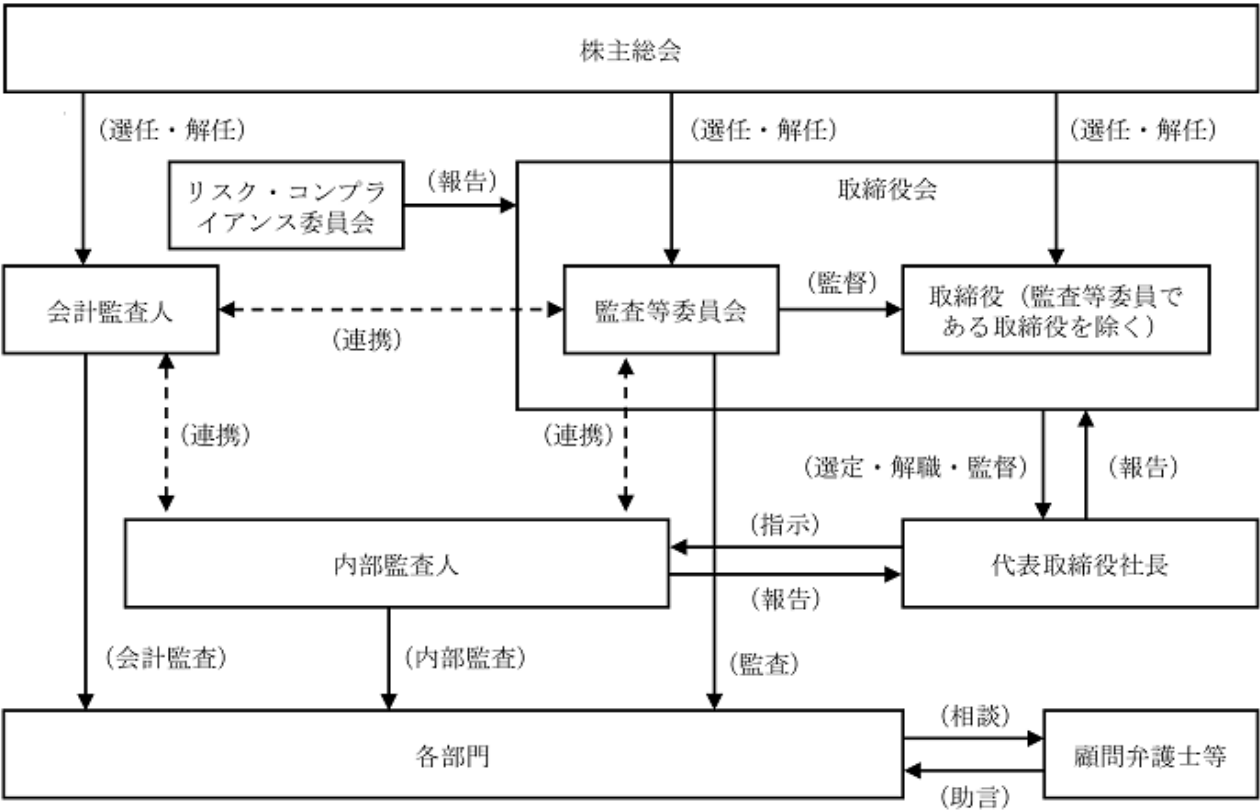 株主総会
(選任・解任)
(選任・解任)
(選任・解任)
リスク・コンプラ
イアンス委員会
(報告)
取締役会
会計監査人
(連携)
監査等委員会
(監督)
取締役（監査等委員で
ある取締役を除く）
(連携)
(連携)
(選定・解職・監督)
(報告)
内部監査人
(指示)
(報告)
代表取締役社長
(会計監査)
(内部監査)
(監査)
各部門
(相談)
(助言)
顧問弁護士等